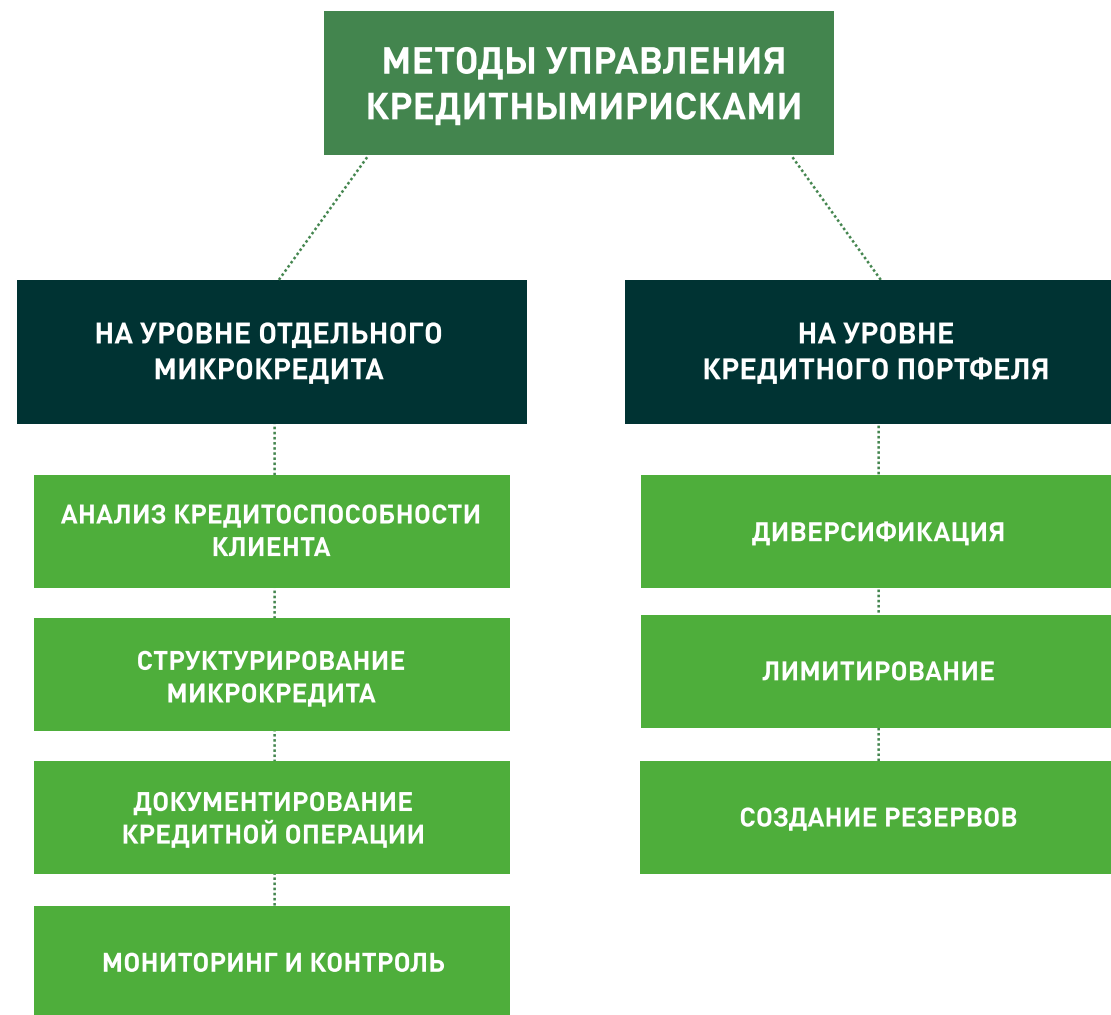 МЕТОДЫ УПРАВЛЕНИЯ
КРЕДИТНЫМИРИСКАМИ
НА УРОВНЕ ОТДЕЛЬНОГО
МИКРОКРЕДИТА
АНАЛИЗ КРЕДИТОСПОСОБНОСТИ
КЛИЕНТА
СТРУКТУРИРОВАНИЕ
МИКРОКРЕДИТА
ДОКУМЕНТИРОВАНИЕ
КРЕДИТНОЙ ОПЕРАЦИИ
МОНИТОРИНГ И КОНТРОЛЬ
НА УРОВНЕ
КРЕДИТНОГО ПОРТФЕЛЯ
ДИВЕРСИФИКАЦИЯ
ЛИМИТИРОВАНИЕ
СОЗДАНИЕ РЕЗЕРВОВ